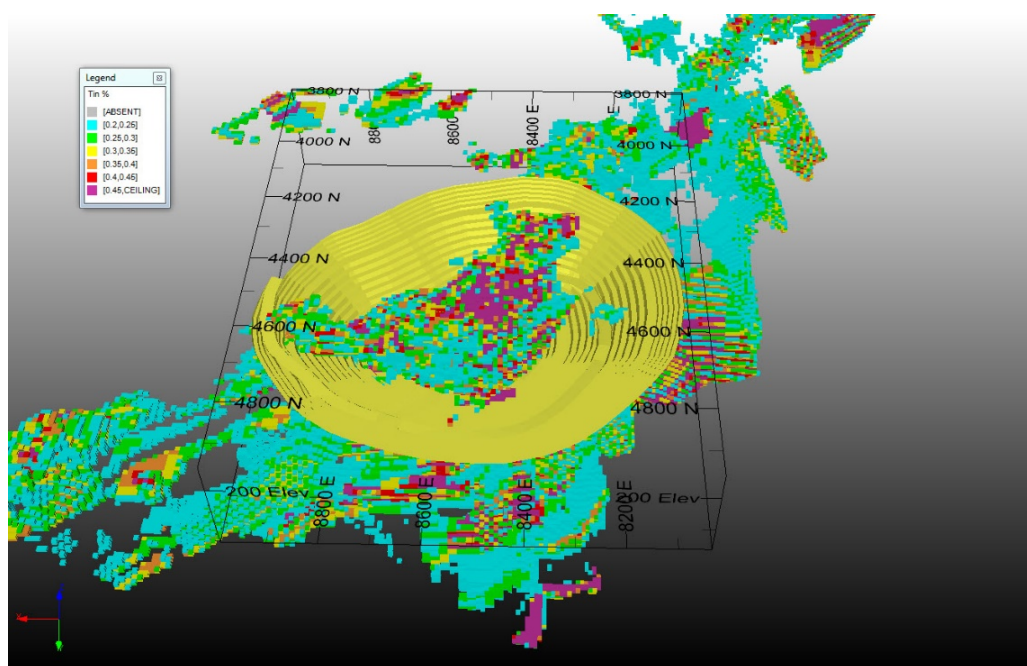 Legend
Tin %
[ABSENT]
[0.2,0.25]
[0.25,0.3]
[0.3,0.35]
[0.35,0.4]
[0.4,0.45]
[0.45,CEILING]
3800 N
3800 N
8600 E
8400 E
4000 N
4000 N
4200 N
4200 N
4400 N
4400 N
4600 N
4600 N
4800 N
4800 N
200 Elev
200 Elev
8800 E
8600 E
8400 E
8200 E
X